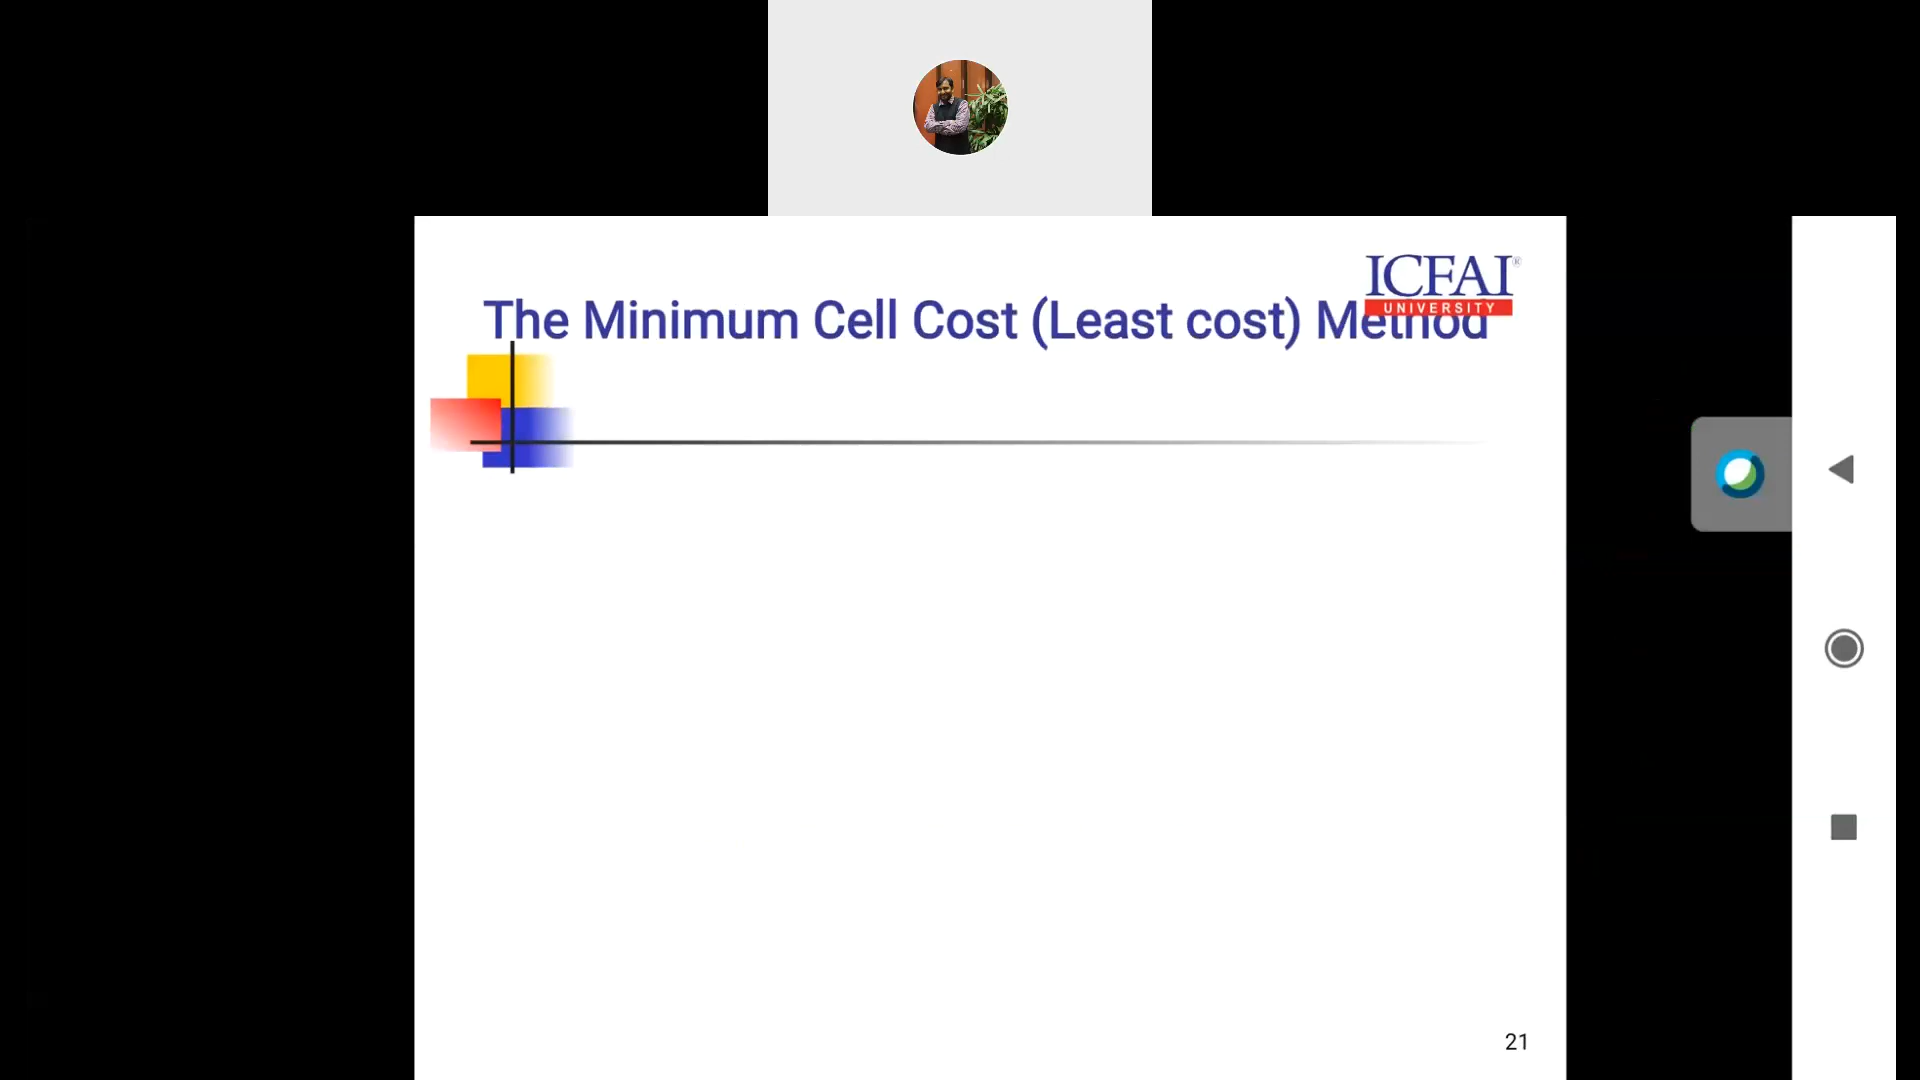 ICFAI®
UNIVERSITY
The Minimum Cell Cost (Least cost) Method
21